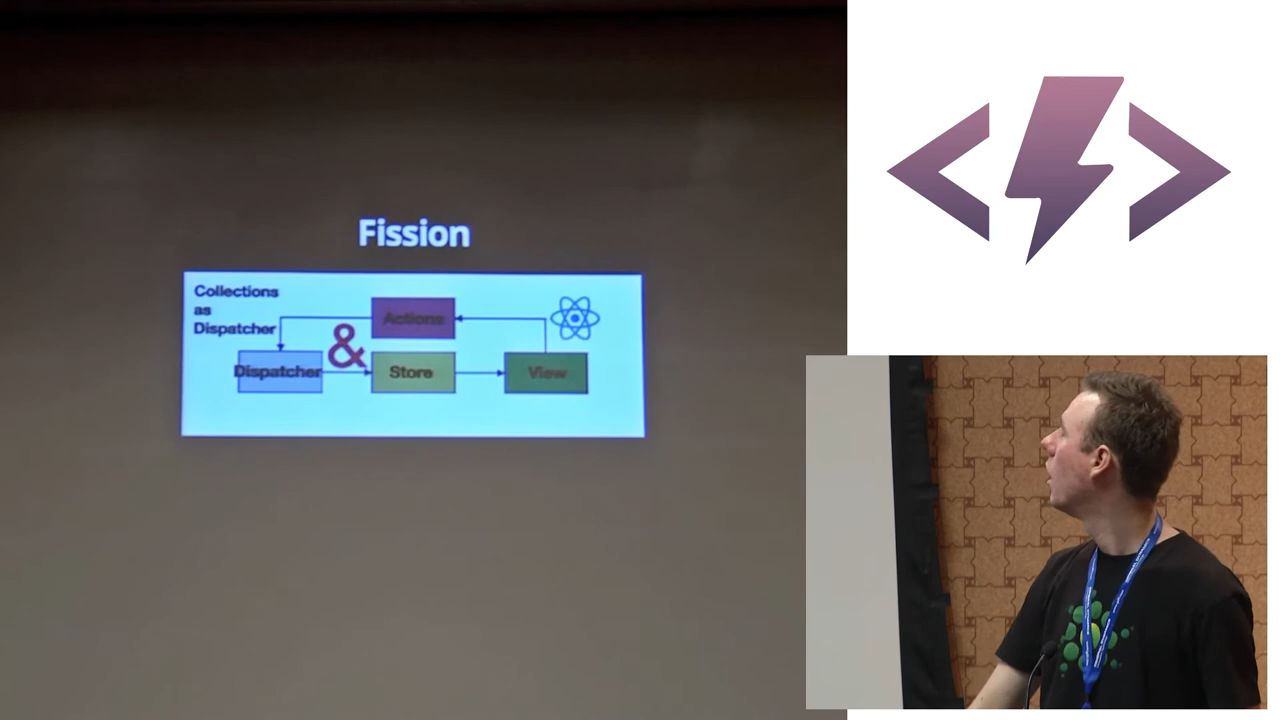 Fission
Collections
as
Dispatcher
Actions
&
Dispatcher
Store
View